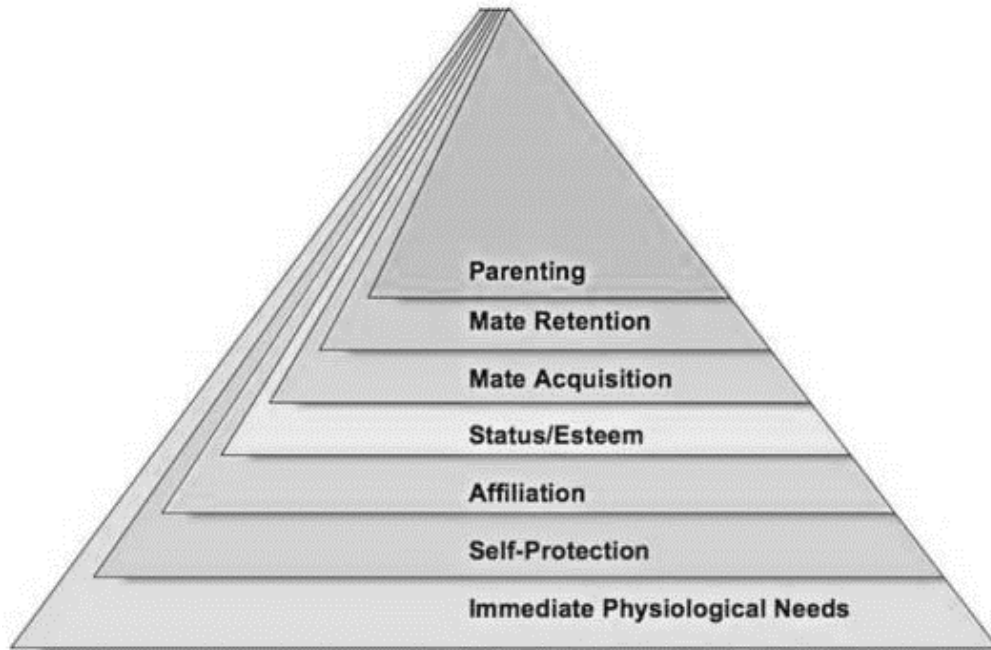 Parenting
Mate Retention
Mate Acquisition
Status/Esteem
Affiliation
Self-Protection
Immediate Physiological Needs